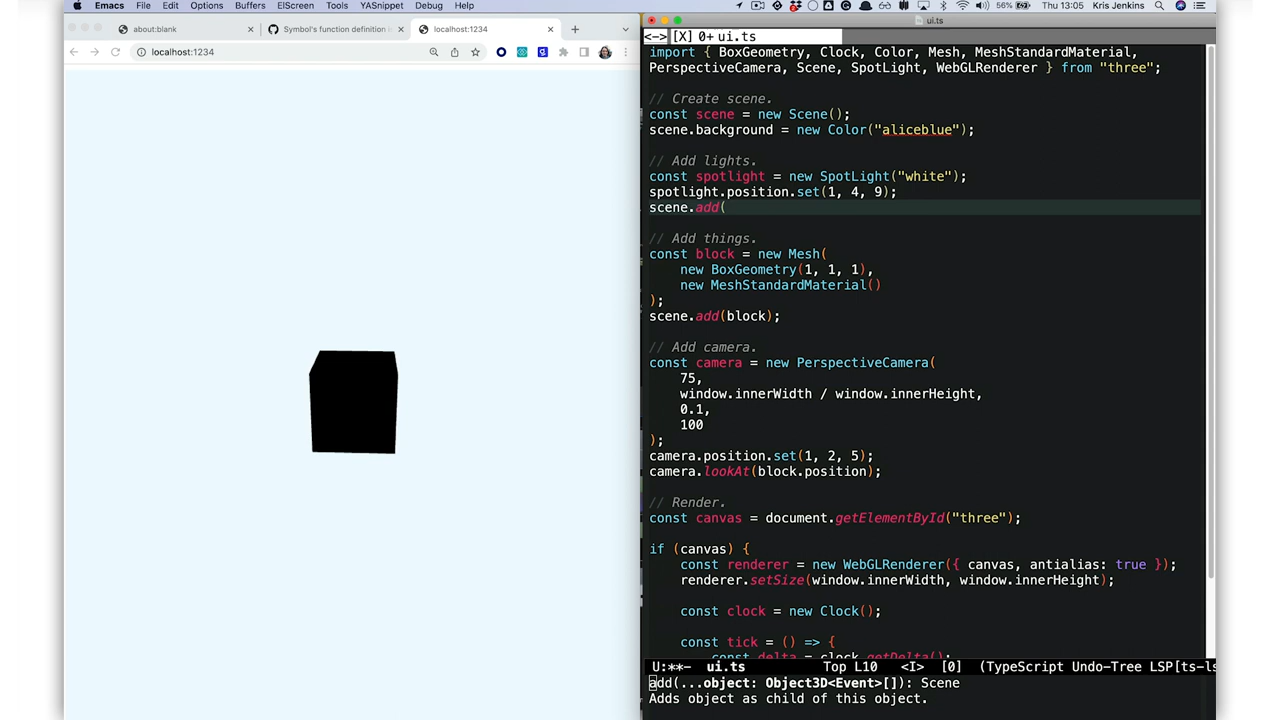 Emacs File Edit Options Buffers ElScreen Tools YASnippet Debug Help 56% Thu 13:05 Kris Jenkins
about:blank Symbol's function definition i localhost:1234
localhost:1234
ui.ts
<-> [X] 0+ ui.ts
import { BoxGeometry, Clock, Color, Mesh, MeshStandardMaterial,
PerspectiveCamera, Scene, SpotLight, WebGLRenderer } from "three";
// Create scene.
const scene = new Scene();
scene.background = new Color("aliceblue");
// Add lights.
const spotlight = new SpotLight("white");
spotlight.position.set(1, 4, 9);
scene.add(
// Add things.
const block = new Mesh(
new BoxGeometry(1, 1, 1),
new MeshStandardMaterial()
);
scene.add(block);
// Add camera.
const camera = new PerspectiveCamera(
75,
window.innerWidth / window.innerHeight,
0.1,
100
);
camera.position.set(1, 2, 5);
camera.lookAt(block.position);
// Render.
const canvas = document.getElementById("three");
if (canvas) {
const renderer = new WebGLRenderer({ canvas, antialias: true });
renderer.setSize(window.innerWidth, window.innerHeight);
const clock = new Clock();
const tick = () => {
const delta = clock.getDelta();
U:**- ui.ts Top L10 <I> [0] (TypeScript Undo-Tree LSP[ts-ls
add(...object: Object3D<Event>[]): Scene
Adds object as child of this object.